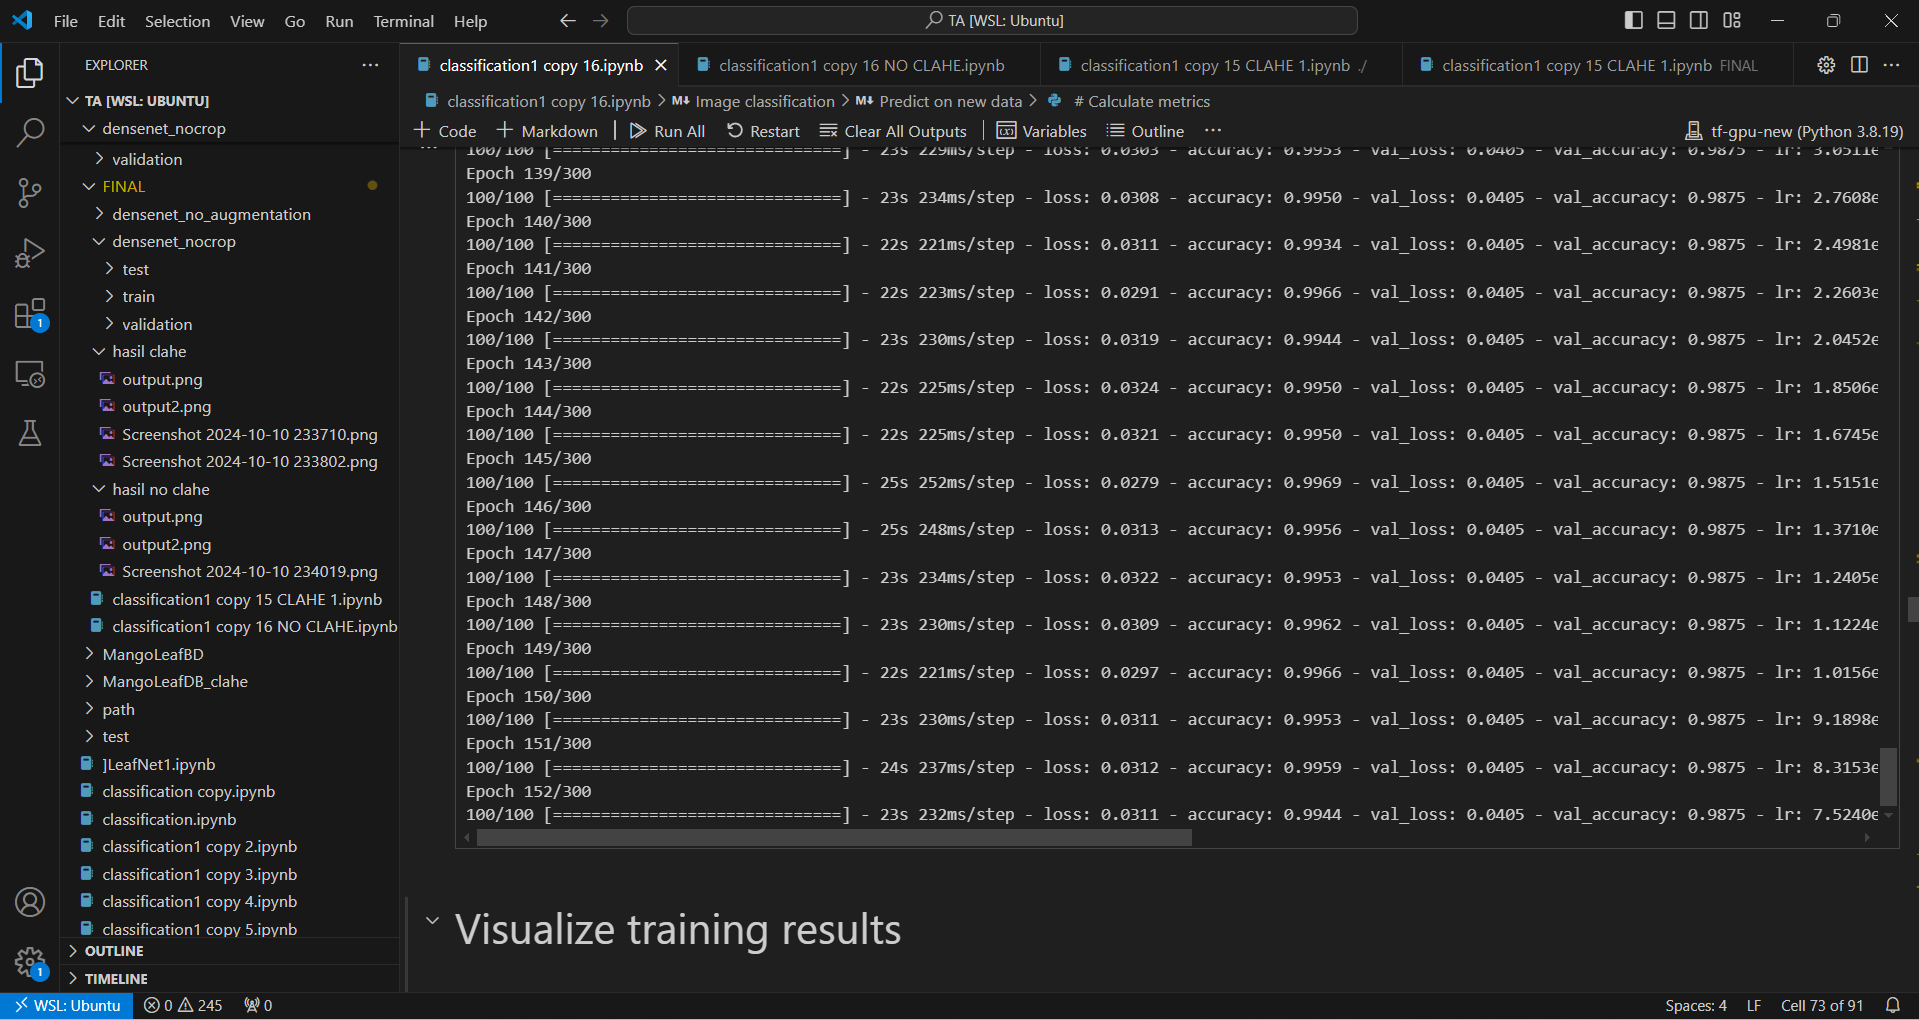 File Edit Selection View Go Run Terminal Help
TA [WSL: Ubuntu]
EXPLORER
TA [WSL: UBUNTU]
densenet_nocrop
validation
FINAL
densenet_no_augmentation
densenet_nocrop
test
train
validation
hasil clahe
output.png
output2.png
Screenshot 2024-10-10 233710.png
Screenshot 2024-10-10 233802.png
hasil no clahe
output.png
output2.png
Screenshot 2024-10-10 234019.png
classification1 copy 15 CLAHE 1.ipynb
classification1 copy 16 NO CLAHE.ipynb
MangoLeafBD
MangoLeafDB_clahe
path
test
]LeafNet1.ipynb
classification copy.ipynb
classification.ipynb
classification1 copy 2.ipynb
classification1 copy 3.ipynb
classification1 copy 4.ipynb
classification1 copy 5.ipynb
OUTLINE
TIMELINE
classification1 copy 16.ipynb classification1 copy 16 NO CLAHE.ipynb classification1 copy 15 CLAHE 1.ipynb ./ classification1 copy 15 CLAHE 1.ipynb FINAL
classification1 copy 16.ipynb > M↓ Image classification > M↓ Predict on new data > # Calculate metrics
+ Code + Markdown | Run All Restart Clear All Outputs | Variables Outline ··· tf-gpu-new (Python 3.8.19)
100/100 [==============================] - 23s 229ms/step - loss: 0.0303 - accuracy: 0.9953 - val_loss: 0.0405 - val_accuracy: 0.9875 - lr: 3.0511e
Epoch 139/300
100/100 [==============================] - 23s 234ms/step - loss: 0.0308 - accuracy: 0.9950 - val_loss: 0.0405 - val_accuracy: 0.9875 - lr: 2.7608e
Epoch 140/300
100/100 [==============================] - 22s 221ms/step - loss: 0.0311 - accuracy: 0.9934 - val_loss: 0.0405 - val_accuracy: 0.9875 - lr: 2.4981e
Epoch 141/300
100/100 [==============================] - 22s 223ms/step - loss: 0.0291 - accuracy: 0.9966 - val_loss: 0.0405 - val_accuracy: 0.9875 - lr: 2.2603e
Epoch 142/300
100/100 [==============================] - 23s 230ms/step - loss: 0.0319 - accuracy: 0.9944 - val_loss: 0.0405 - val_accuracy: 0.9875 - lr: 2.0452e
Epoch 143/300
100/100 [==============================] - 22s 225ms/step - loss: 0.0324 - accuracy: 0.9950 - val_loss: 0.0405 - val_accuracy: 0.9875 - lr: 1.8506e
Epoch 144/300
100/100 [==============================] - 22s 225ms/step - loss: 0.0321 - accuracy: 0.9950 - val_loss: 0.0405 - val_accuracy: 0.9875 - lr: 1.6745e
Epoch 145/300
100/100 [==============================] - 25s 252ms/step - loss: 0.0279 - accuracy: 0.9969 - val_loss: 0.0405 - val_accuracy: 0.9875 - lr: 1.5151e
Epoch 146/300
100/100 [==============================] - 25s 248ms/step - loss: 0.0313 - accuracy: 0.9956 - val_loss: 0.0405 - val_accuracy: 0.9875 - lr: 1.3710e
Epoch 147/300
100/100 [==============================] - 23s 234ms/step - loss: 0.0322 - accuracy: 0.9953 - val_loss: 0.0405 - val_accuracy: 0.9875 - lr: 1.2405e
Epoch 148/300
100/100 [==============================] - 23s 230ms/step - loss: 0.0309 - accuracy: 0.9962 - val_loss: 0.0405 - val_accuracy: 0.9875 - lr: 1.1224e
Epoch 149/300
100/100 [==============================] - 22s 221ms/step - loss: 0.0297 - accuracy: 0.9966 - val_loss: 0.0405 - val_accuracy: 0.9875 - lr: 1.0156e
Epoch 150/300
100/100 [==============================] - 23s 230ms/step - loss: 0.0311 - accuracy: 0.9953 - val_loss: 0.0405 - val_accuracy: 0.9875 - lr: 9.1898e
Epoch 151/300
100/100 [==============================] - 24s 237ms/step - loss: 0.0312 - accuracy: 0.9959 - val_loss: 0.0405 - val_accuracy: 0.9875 - lr: 8.3153e
Epoch 152/300
100/100 [==============================] - 23s 232ms/step - loss: 0.0311 - accuracy: 0.9944 - val_loss: 0.0405 - val_accuracy: 0.9875 - lr: 7.5240e
Visualize training results
1
1
WSL: Ubuntu 0 245 0 Spaces: 4 LF Cell 73 of 91